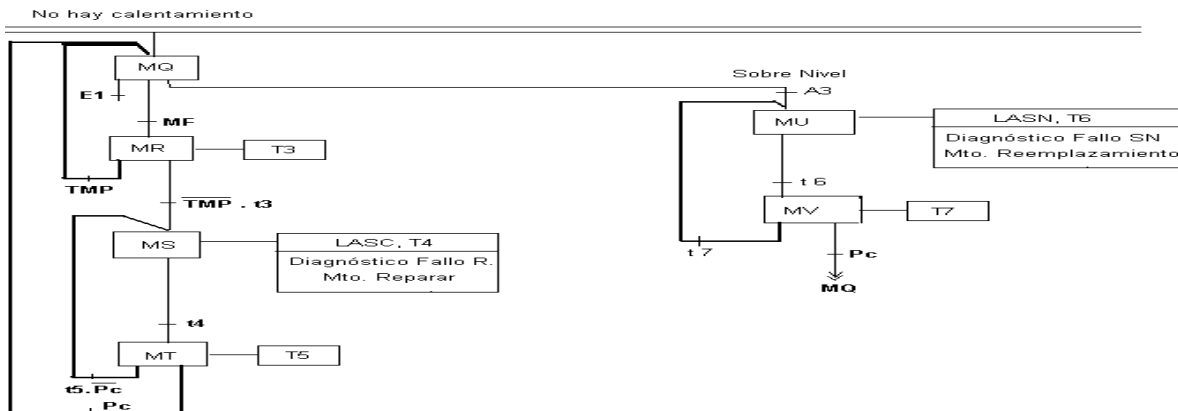 No hay calentamiento
MQ
Sobre Nivel
E1
A3
MF
MU
LASN, T6
Diagnóstico Fallo SN
Mto. Reemplazamiento
MR
T3
TMP
t 6
T̅M̅P̅ . t3
MV
T7
MS
LASC, T4
Diagnóstico Fallo R.
Mto. Reparar
t 7
Pc
MQ
t4
MT
T5
t5.P̅c̅
Pc